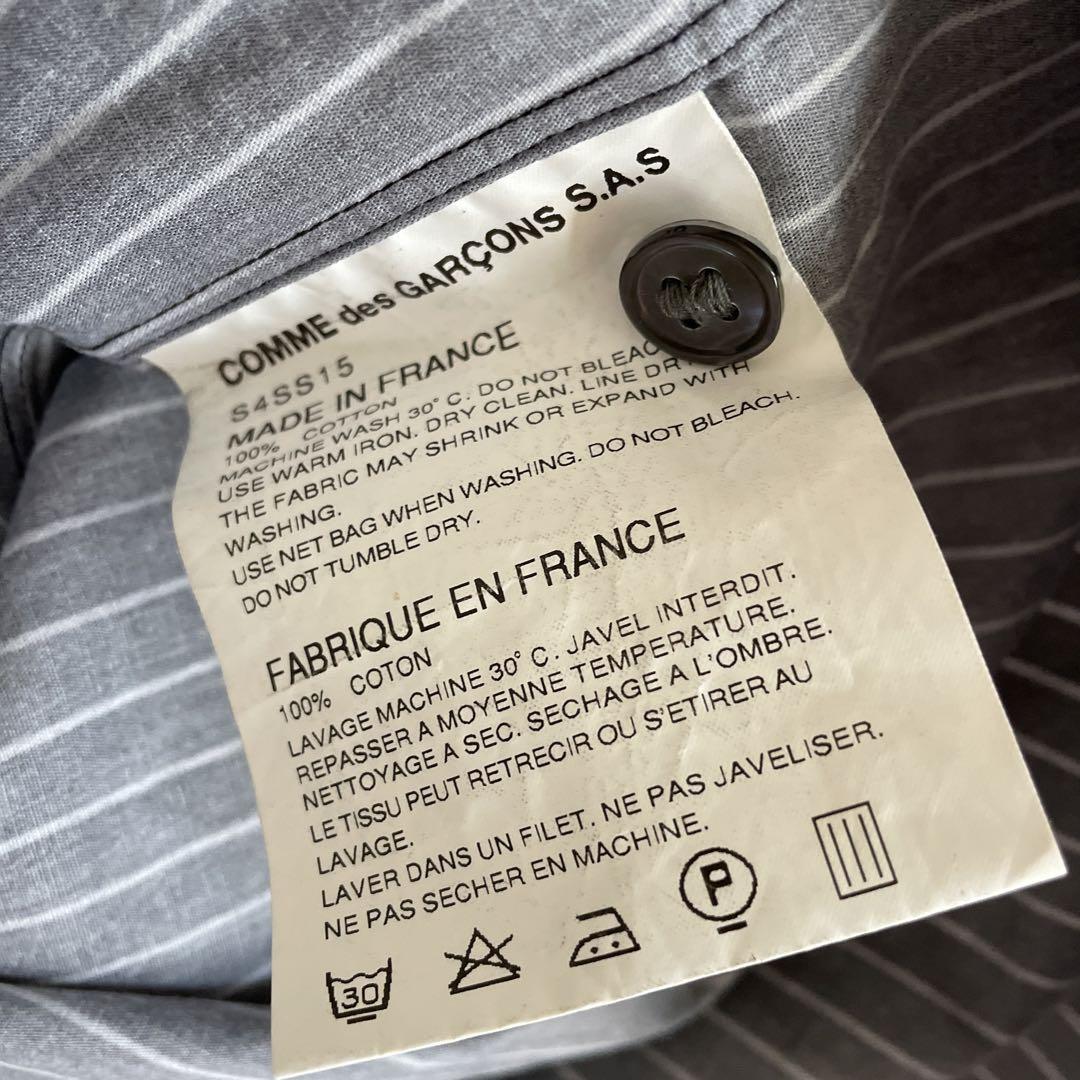 COMME des GARÇONS S.A.S
S4SS15
MADE IN FRANCE
100% COTTON
MACHINE WASH 30° C. DO NOT BLEAC
USE WARM IRON. DRY CLEAN. LINE DR
THE FABRIC MAY SHRINK OR EXPAND WITH
WASHING.
USE NET BAG WHEN WASHING. DO NOT BLEACH.
DO NOT TUMBLE DRY.
FABRIQUE EN FRANCE
100% COTON
LAVAGE MACHINE 30° C. JAVEL INTERDIT.
REPASSER A MOYENNE TEMPERATURE.
NETTOYAGE A SEC. SECHAGE A L'OMBRE.
LE TISSU PEUT RETRECIR OU S'ETIRER AU
LAVAGE.
LAVER DANS UN FILET. NE PAS JAVELISER.
NE PAS SECHER EN MACHINE.
30 P